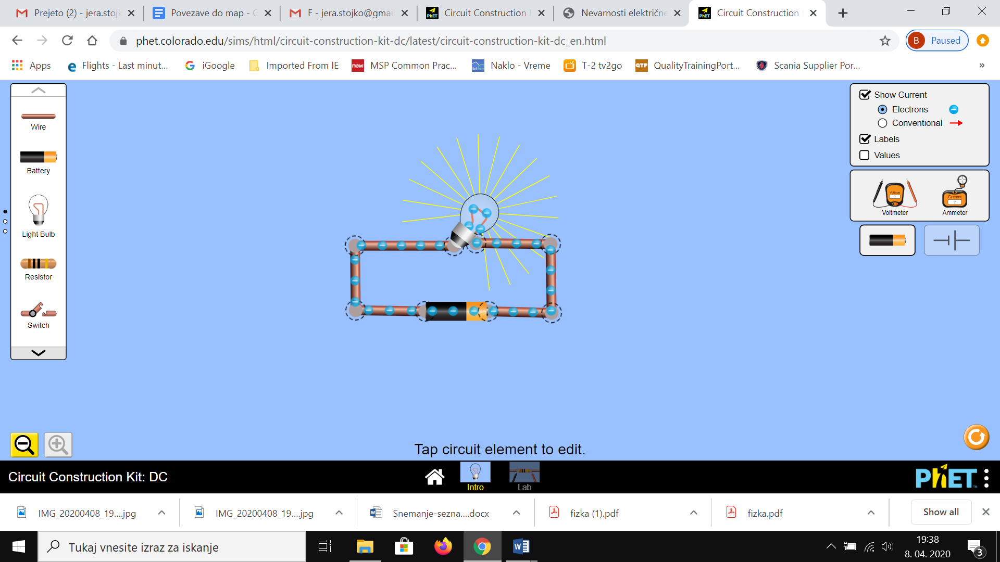 Prejeto (2) - jera.stojk
Povezave do map - G
F - jera.stojko@gmai
Circuit Construction
Nevarnosti električne
Circuit Construction
phet.colorado.edu/sims/html/circuit-construction-kit-dc/latest/circuit-construction-kit-dc_en.html
B Paused
Apps
Flights - Last minut...
iGoogle
Imported From IE
now MSP Common Prac...
Naklo - Vreme
T-2 tv2go
QTP QualityTrainingPort...
Scania Supplier Por...
»
Wire
Battery
Light Bulb
Resistor
Switch
Show Current
Electrons
Conventional
Labels
Values
Voltage
?
Voltmeter
Current
?
Ammeter
Tap circuit element to edit.
Circuit Construction Kit: DC
Intro
Lab
PhET
IMG_20200408_19....jpg
IMG_20200408_19....jpg
Snemanje-sezna....docx
fizka (1).pdf
fizka.pdf
Show all
Tukaj vnesite izraz za iskanje
19:38
8. 04. 2020
3